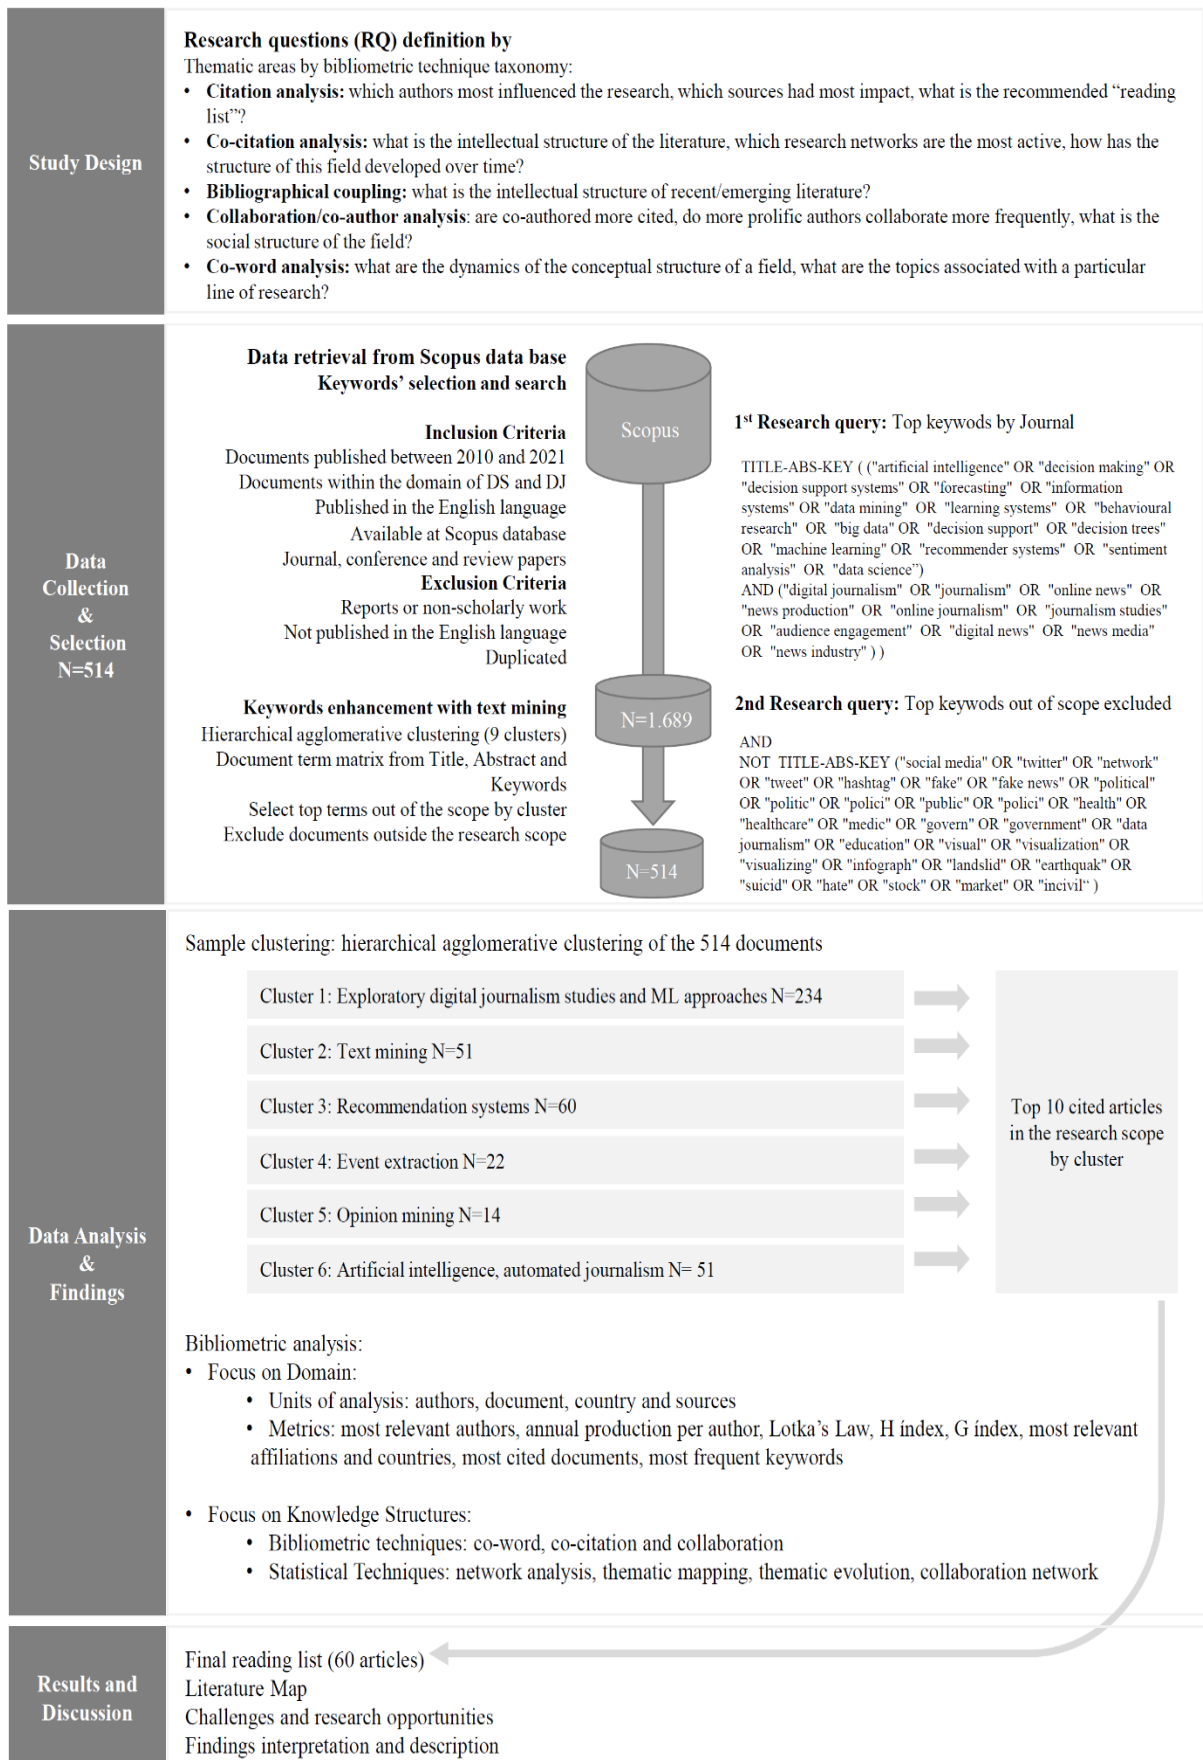 Study Design
Research questions (RQ) definition by
Thematic areas by bibliometric technique taxonomy:
• Citation analysis: which authors most influenced the research, which sources had most impact, what is the recommended “reading
list”?
• Co-citation analysis: what is the intellectual structure of the literature, which research networks are the most active, how has the
structure of this field developed over time?
• Bibliographical coupling: what is the intellectual structure of recent/emerging literature?
• Collaboration/co-author analysis: are co-authored more cited, do more prolific authors collaborate more frequently, what is the
social structure of the field?
• Co-word analysis: what are the dynamics of the conceptual structure of a field, what are the topics associated with a particular
line of research?
Data
Collection
&
Selection
N=514
Data retrieval from Scopus data base
Keywords’ selection and search
Inclusion Criteria
Documents published between 2010 and 2021
Documents within the domain of DS and DJ
Published in the English language
Available at Scopus database
Journal, conference and review papers
Exclusion Criteria
Reports or non-scholarly work
Not published in the English language
Duplicated
Keywords enhancement with text mining
Hierarchical agglomerative clustering (9 clusters)
Document term matrix from Title, Abstract and
Keywords
Select top terms out of the scope by cluster
Exclude documents outside the research scope
Scopus
N=1.689
N=514
1st Research query: Top keywods by Journal
TITLE-ABS-KEY ( ("artificial intelligence" OR "decision making" OR
"decision support systems" OR "forecasting" OR "information
systems" OR "data mining" OR "learning systems" OR "behavioural
research" OR "big data" OR "decision support" OR "decision trees"
OR "machine learning" OR "recommender systems" OR "sentiment
analysis" OR "data science”)
AND ("digital journalism" OR "journalism" OR "online news" OR
"news production" OR "online journalism" OR "journalism studies"
OR "audience engagement" OR "digital news" OR "news media"
OR "news industry" ) )
2nd Research query: Top keywods out of scope excluded
AND
NOT TITLE-ABS-KEY ("social media" OR "twitter" OR "network"
OR "tweet" OR "hashtag" OR "fake" OR "fake news" OR "political"
OR "politic" OR "polici" OR "public" OR "polici" OR "health" OR
"healthcare" OR "medic" OR "govern" OR "government" OR "data
journalism" OR "education" OR "visual" OR "visualization" OR
"visualizing" OR "infograph" OR "landslid" OR "earthquak" OR
"suicid" OR "hate" OR "stock" OR "market" OR "incivil“ )
Data Analysis
&
Findings
Sample clustering: hierarchical agglomerative clustering of the 514 documents
Cluster 1: Exploratory digital journalism studies and ML approaches N=234
Cluster 2: Text mining N=51
Cluster 3: Recommendation systems N=60
Cluster 4: Event extraction N=22
Cluster 5: Opinion mining N=14
Cluster 6: Artificial intelligence, automated journalism N= 51
Top 10 cited articles
in the research scope
by cluster
Bibliometric analysis:
• Focus on Domain:
• Units of analysis: authors, document, country and sources
• Metrics: most relevant authors, annual production per author, Lotka’s Law, H índex, G índex, most relevant
affiliations and countries, most cited documents, most frequent keywords
• Focus on Knowledge Structures:
• Bibliometric techniques: co-word, co-citation and collaboration
• Statistical Techniques: network analysis, thematic mapping, thematic evolution, collaboration network
Results and
Discussion
Final reading list (60 articles)
Literature Map
Challenges and research opportunities
Findings interpretation and description